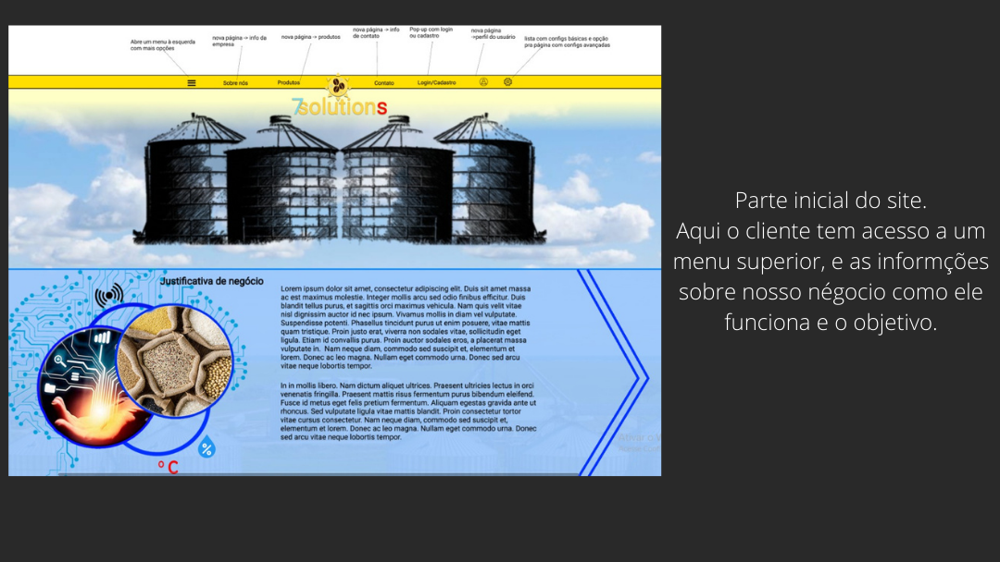 Abre um menu à esquerda
com mais opções
nova página -> info da
empresa
nova página -> produtos
nova página -> info
de contato
Pop-up com login
ou cadastro
nova página
->perfil do usuário
lista com configs básicas e opção
pra página com configs avançadas
Sobre nós
Produtos
Contato
Login/Cadastro
7solutions
Justificativa de negócio
Lorem ipsum dolor sit amet, consectetur adipiscing elit. Duis sit amet massa
ac est maximus molestie. Integer mollis arcu sed odio finibus efficitur. Duis
blandit tellus purus, et sagittis orci maximus vehicula. Nam quis velit vitae
nisl dignissim auctor id nec ipsum. Vivamus mollis in diam vel vulputate.
Suspendisse potenti. Phasellus tincidunt purus ut enim posuere, vitae mattis
quam tristique. Proin justo erat, viverra non sodales vitae, sollicitudin eget
ligula. Etiam id convallis purus. Proin auctor sodales eros, a placerat massa
vulputate in.  Nam neque diam, commodo sed suscipit et, elementum et
lorem. Donec ac leo magna. Nullam eget commodo urna. Donec sed arcu
vitae neque lobortis tempor.
In in mollis libero. Nam dictum aliquet ultrices. Praesent ultricies lectus in orci
venenatis fringilla. Praesent mattis risus fermentum purus bibendum eleifend.
Fusce id metus eget felis pretium fermentum. Aliquam egestas gravida ante ut
rhoncus. Sed vulputate ligula vitae mattis blandit. Proin consectetur tortor
vitae cursus consectetur. Nam neque diam, commodo sed suscipit et,
elementum et lorem. Donec ac leo magna. Nullam eget commodo urna. Donec
sed arcu vitae neque lobortis tempor.
%
° C
Parte inicial do site.
Aqui o cliente tem acesso a um
menu superior, e as informções
sobre nosso négocio como ele
funciona e o objetivo.